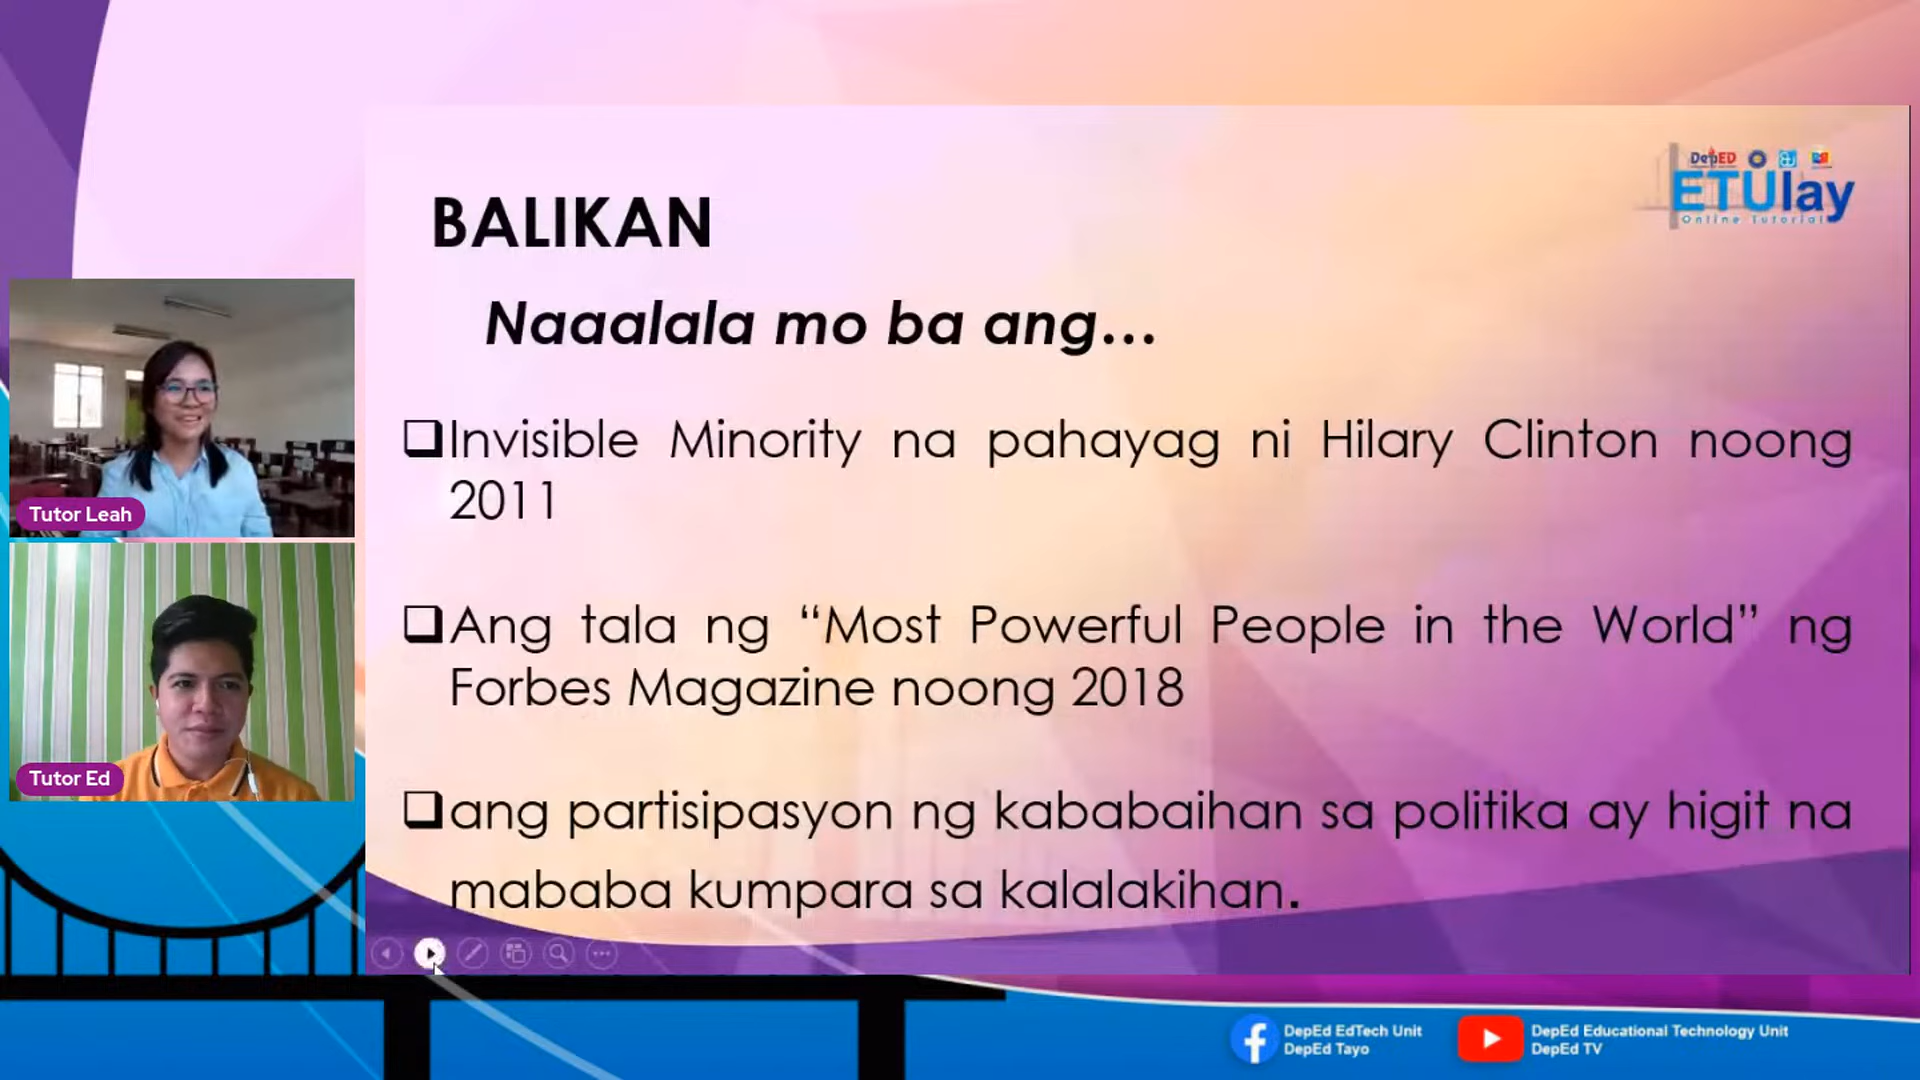 DepED
ETUlay
Online Tutorial
BALIKAN
Naaalala mo ba ang...
Invisible Minority na pahayag ni Hilary Clinton noong
2011
Ang tala ng “Most Powerful People in the World” ng
Forbes Magazine noong 2018
ang partisipasyon ng kababaihan sa politika ay higit na
mababa kumpara sa kalalakihan.
Tutor Leah
Tutor Ed
DepEd EdTech Unit
DepEd Tayo
DepEd Educational Technology Unit
DepEd TV